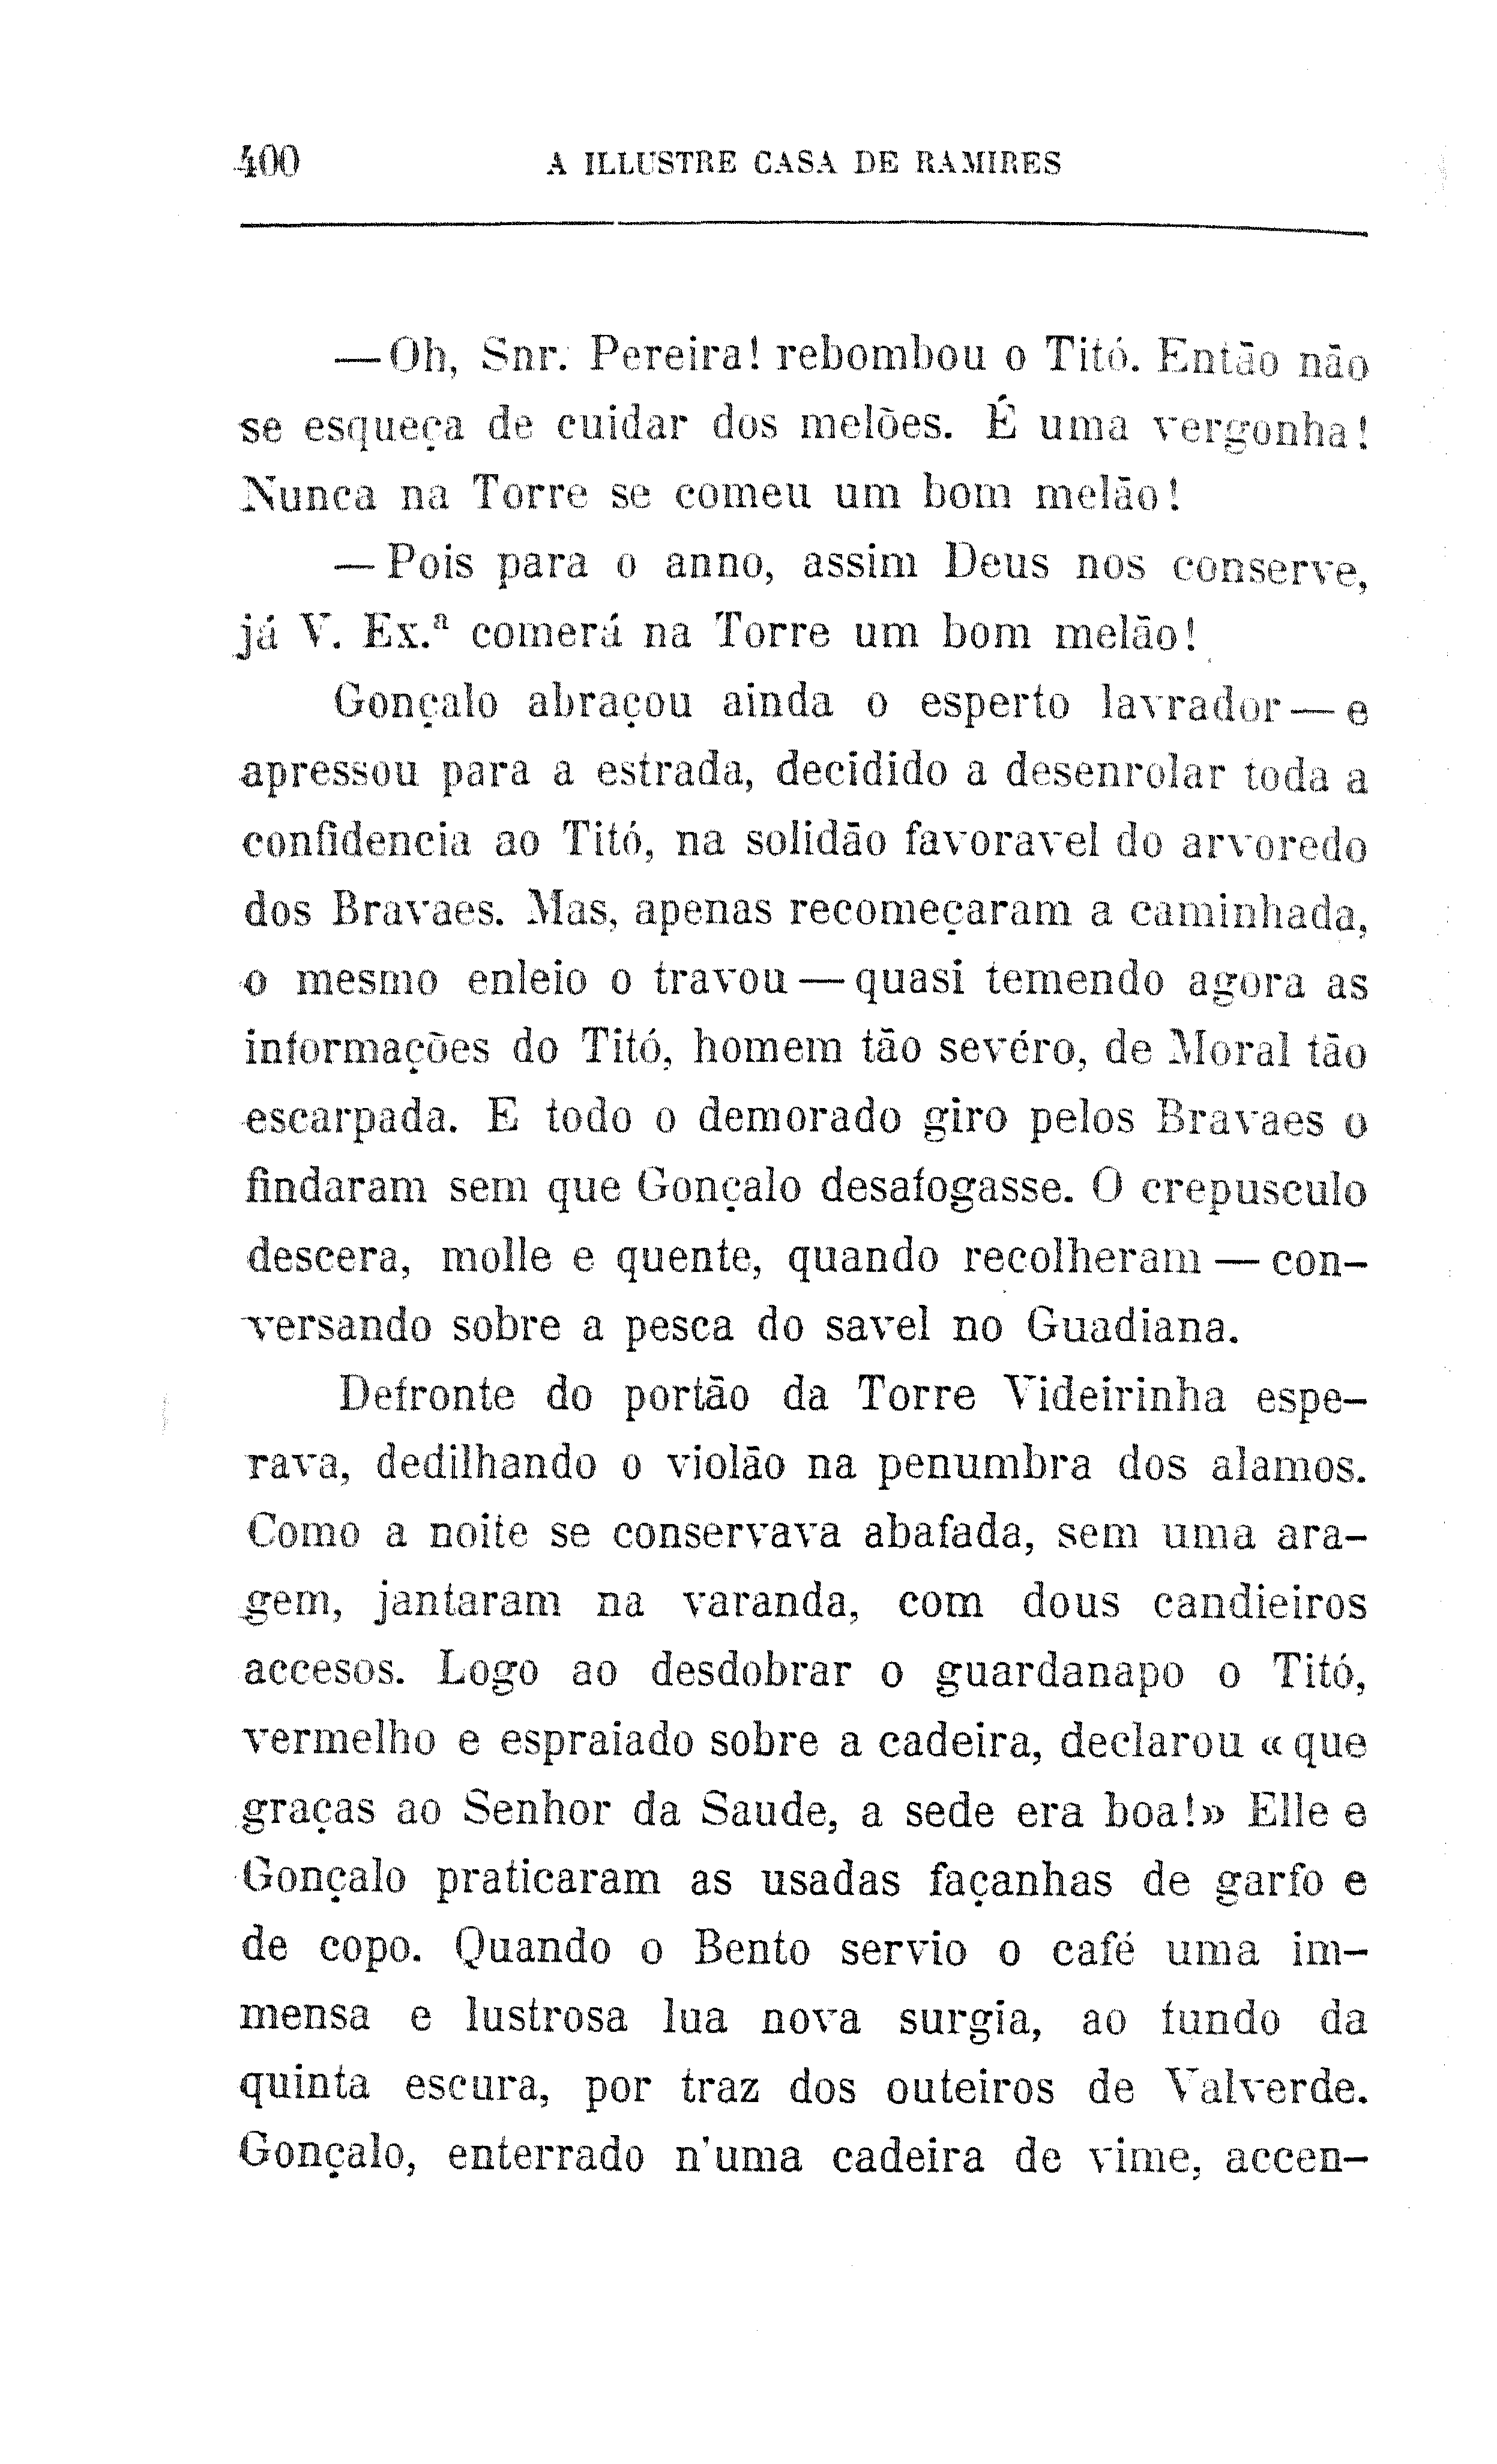 400 A ILLUSTRE CASA DE RAMIRES
—Oh, Snr. Pereira! rebombou o Titó. Então não
se esqueça de cuidar dos melões. É uma vergonha!
Nunca na Torre se comeu um bom melão!
—Pois para o anno, assim Deus nos conserve,
já V. Ex.ª comerá na Torre um bom melão!
Gonçalo abraçou ainda o esperto lavrador—e
apressou para a estrada, decidido a desenrolar toda a
confidencia ao Titó, na solidão favoravel do arvoredo
dos Bravaes. Mas, apenas recomeçaram a caminhada,
o mesmo enleio o travou—quasi temendo agora as
informações do Titó, homem tão sevéro, de Moral tão
escarpada. E todo o demorado giro pelos Bravaes o
findaram sem que Gonçalo desafogasse. O crepusculo
descera, molle e quente, quando recolheram—con-
versando sobre a pesca do savel no Guadiana.
Defronte do portão da Torre Videirinha espe-
rava, dedilhando o violão na penumbra dos alamos.
Como a noite se conservava abafada, sem uma ara-
gem, jantaram na varanda, com dous candieiros
accesos. Logo ao desdobrar o guardanapo o Titó,
vermelho e espraiado sobre a cadeira, declarou «que
graças ao Senhor da Saude, a sede era boa!» Elle e
Gonçalo praticaram as usadas façanhas de garfo e
de copo. Quando o Bento servio o café uma im-
mensa e lustrosa lua nova surgia, ao fundo da
quinta escura, por traz dos outeiros de Valverde.
Gonçalo, enterrado n'uma cadeira de vime, accen-